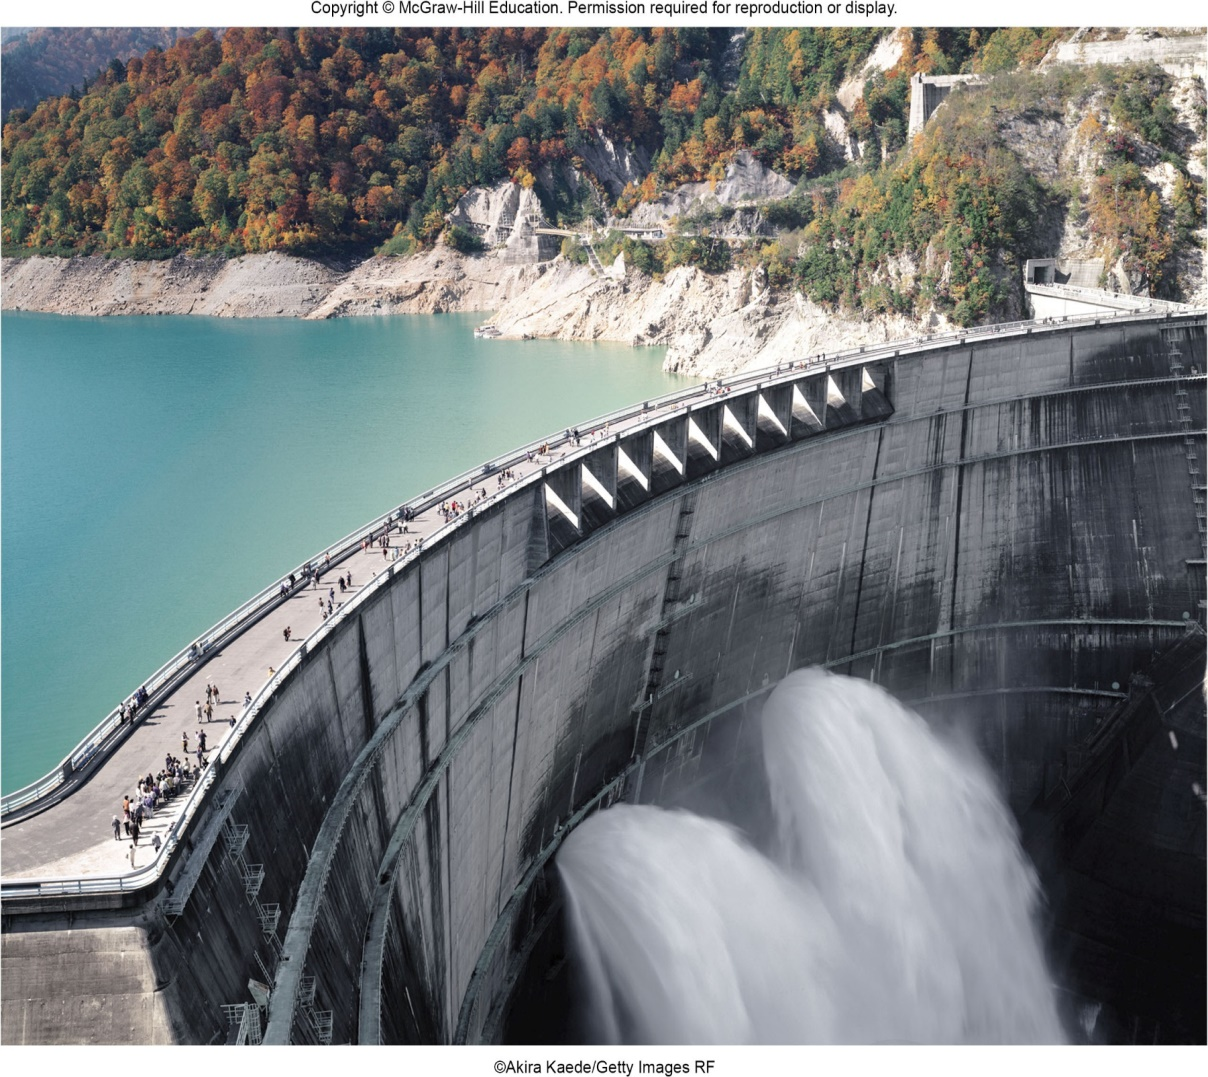 Copyright © McGraw-Hill Education. Permission required for reproduction or display.
©Akira Kaede/Getty Images RF